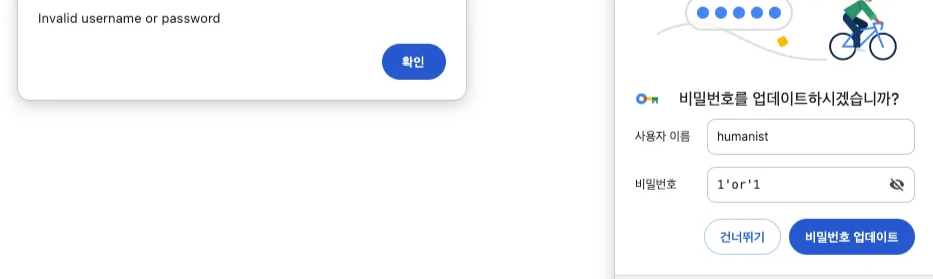 Invalid username or password
확인
비밀번호를 업데이트하시겠습니까?
사용자 이름
humanist
비밀번호
1'or'1
건너뛰기
비밀번호 업데이트